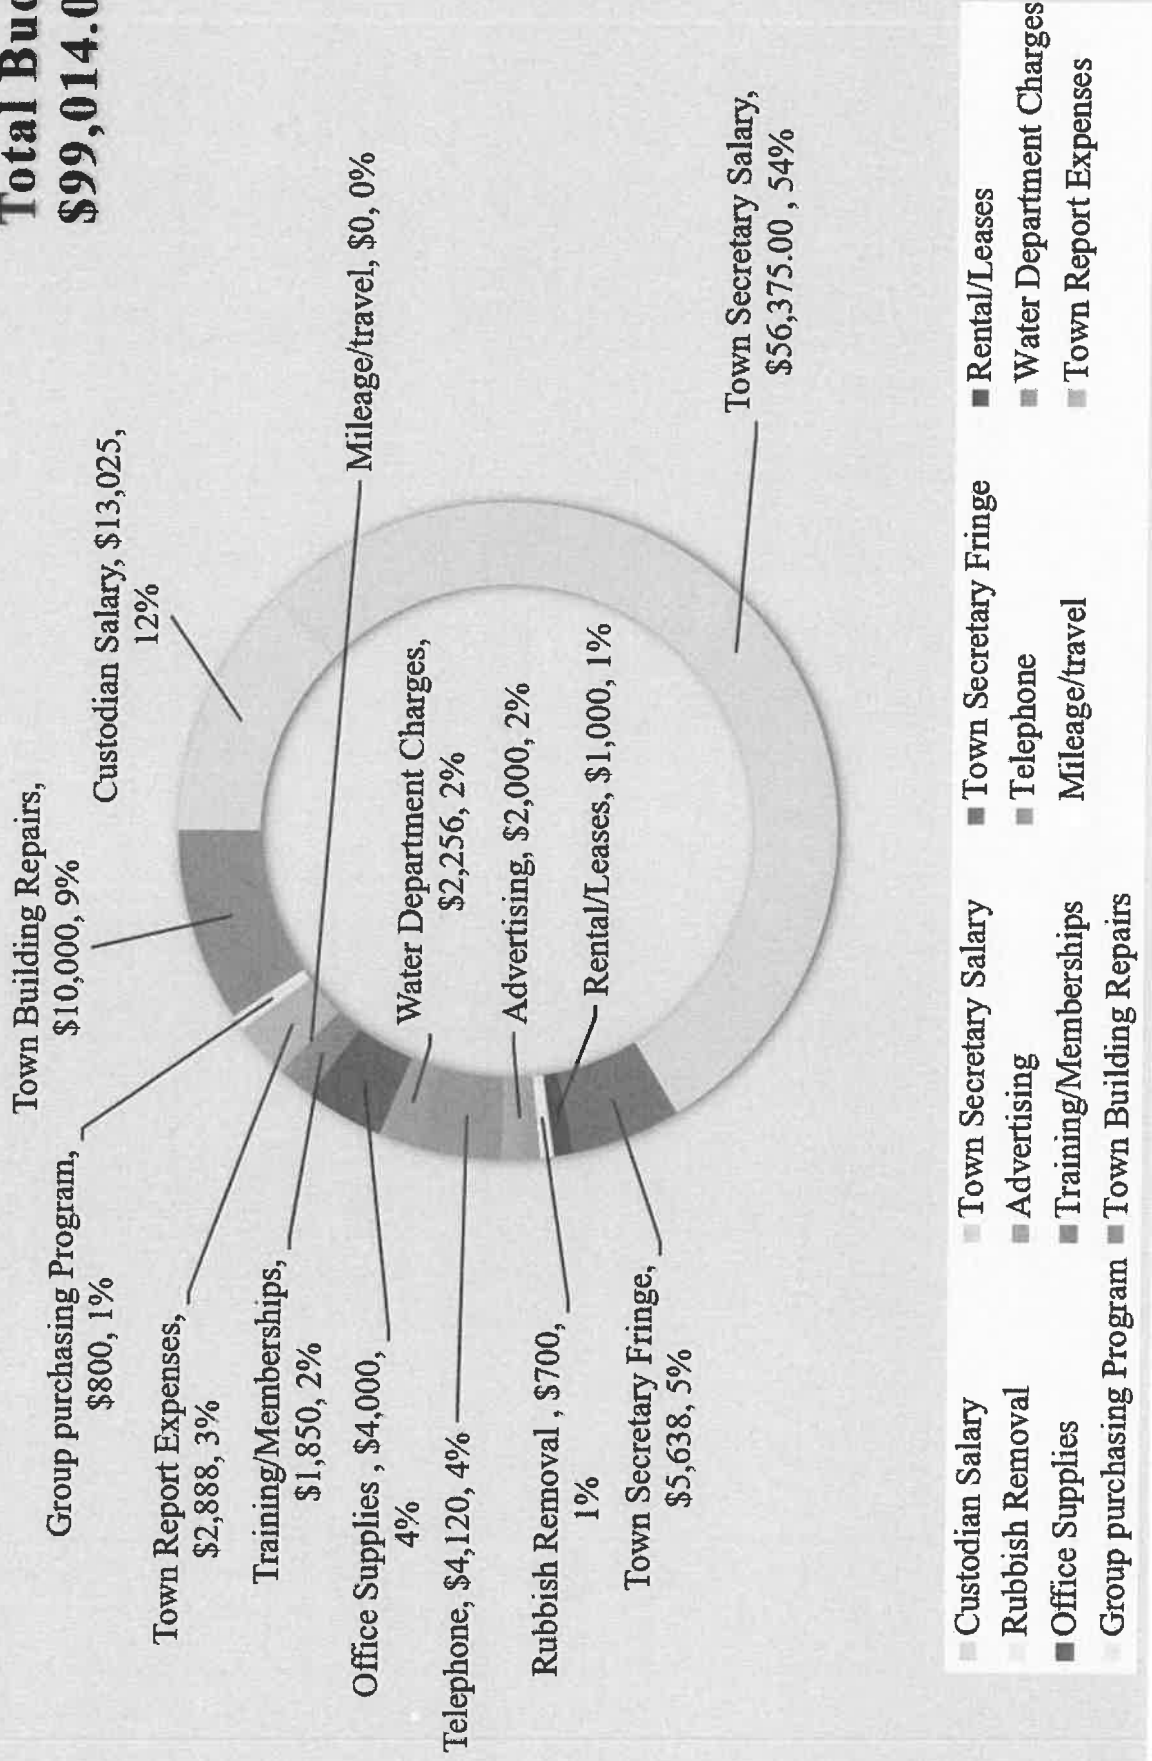 Total
$99,014.0
Town Building Repairs,
$10,000, 9%
Custodian Salary, $13,025,
12%
Mileage/travel, $0, 0%
Group purchasing Program,
$800, 1%
Town Report Expenses,
$2,888, 3%
Training/Memberships,
$1,850, 2%
Office Supplies , $4,000,
4%
Telephone, $4,120, 4%
Rubbish Removal , $700,
1%
Town Secretary Fringe,
$5,638, 5%
Water Department Charges,
$2,256, 2%
Advertising, $2,000, 2%
Rental/Leases, $1,000, 1%
Town Secretary Salary,
$56,375.00 , 54%
Custodian Salary
Town Secretary Salary
Town Secretary Fringe
Rental/Leases
Rubbish Removal
Advertising
Telephone
Water Department Charges
Office Supplies
Training/Memberships
Mileage/travel
Town Report Expenses
Group purchasing Program
Town Building Repairs